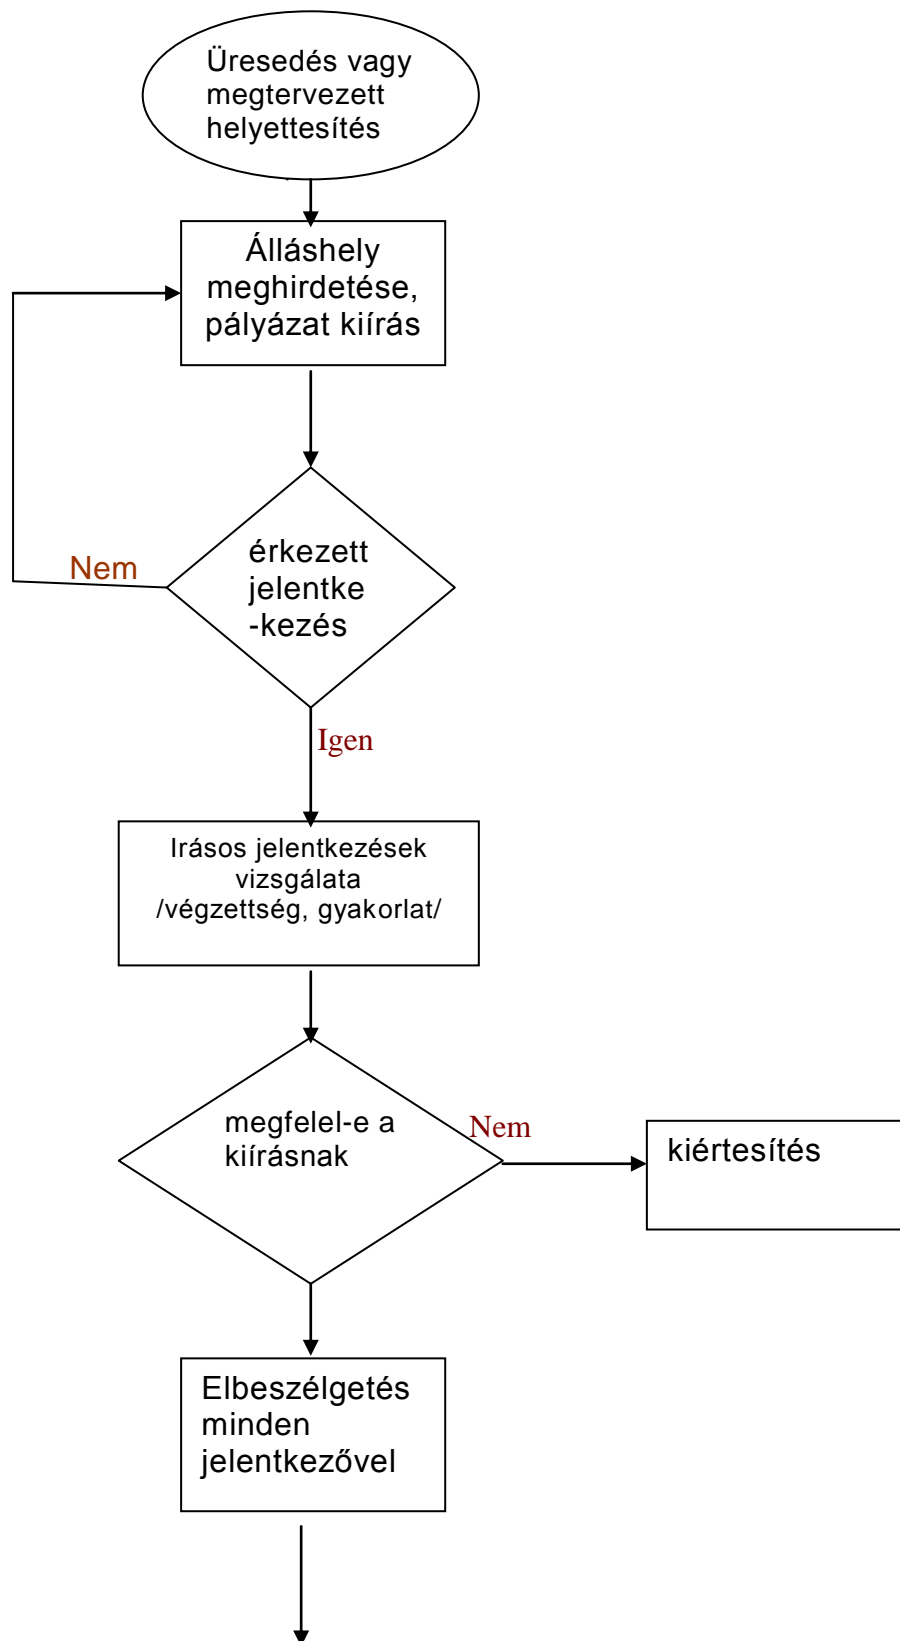 Üresedés vagy
megtervezett
helyettesítés
Álláshely
meghirdetése,
pályázat kiírás
érkezett
jelentke
-kezés
Nem
Igen
Irásos jelentkezések
vizsgálata
/végzettség, gyakorlat/
megfelel-e a
kiírásnak
Nem
kiértesítés
Elbeszélgetés
minden
jelentkezővel